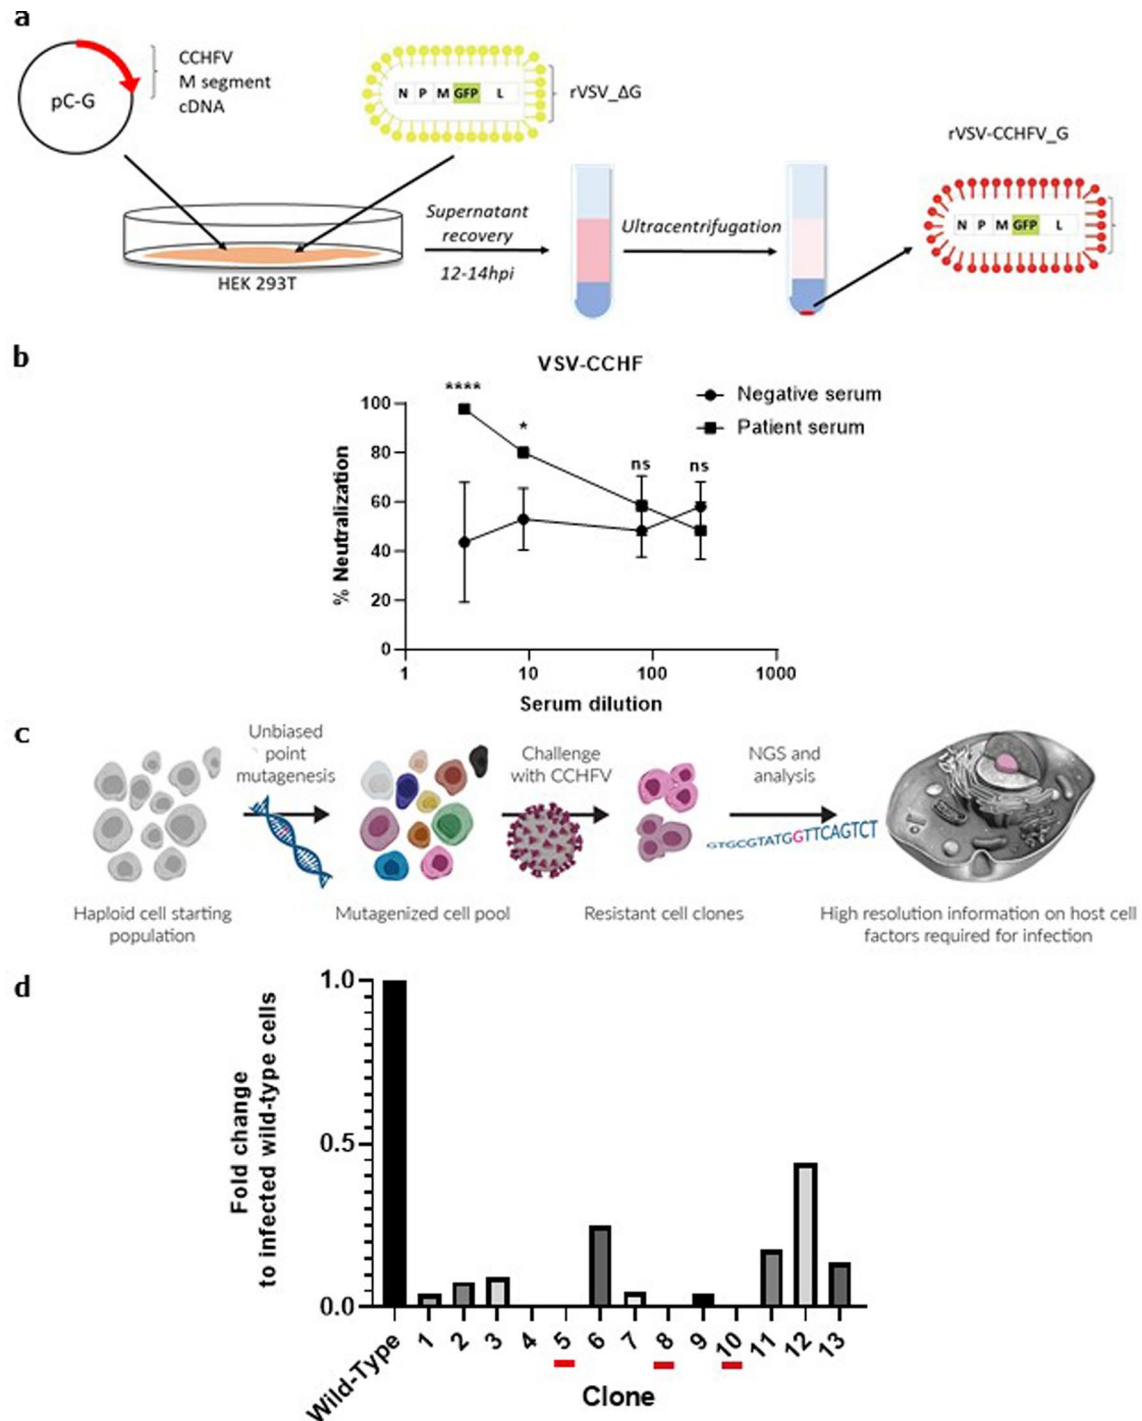 a
CCHFV
M segment
cDNA
pC-G
N P M GFP L
rVSV_ΔG
rVSV-CCHFV_G
N P M GFP L
Supernatant
recovery
12-14hpi
Ultracentrifugation
HEK 293T
b
VSV-CCHF
****
*
ns
ns
Negative serum
Patient serum
% Neutralization
100
80
60
40
20
0
1
10
100
1000
Serum dilution
c
Unbiased
point
mutagenesis
Challenge
with CCHFV
NGS and
analysis
GTGCGTATGGTTCAGTCT
Haploid cell starting
population
Mutagenized cell pool
Resistant cell clones
High resolution information on host cell
factors required for infection
d
Fold change
to infected wild-type cells
1.0
0.5
0.0
Wild-Type
1
2
3
4
5
6
7
8
9
10
11
12
13
Clone